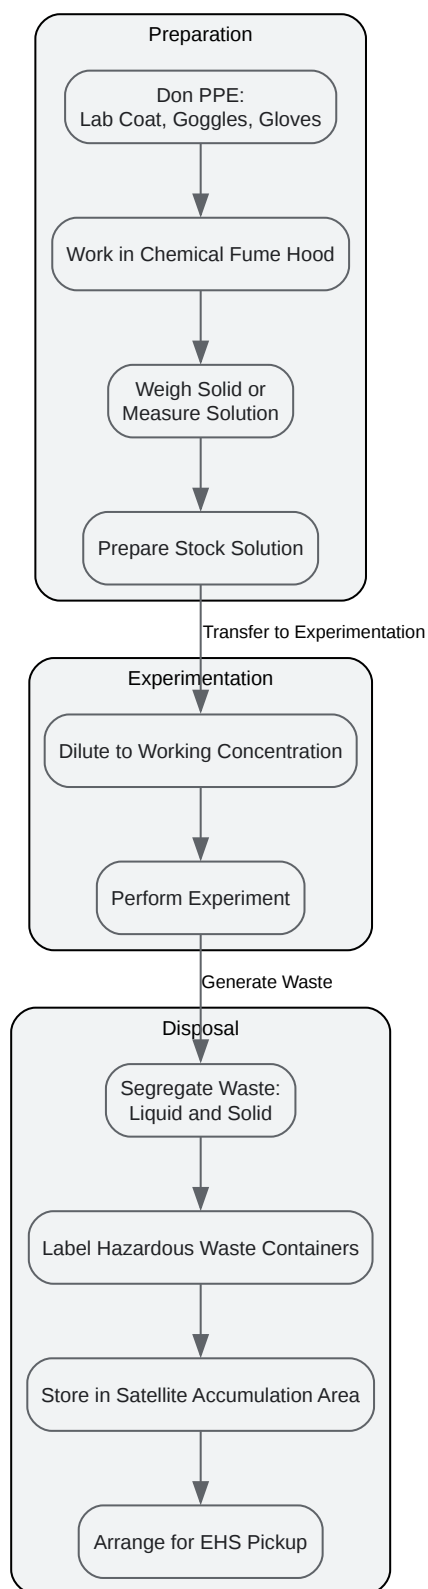 Preparation
Don PPE:
Lab Coat, Goggles, Gloves
Work in Chemical Fume Hood
Weigh Solid or
Measure Solution
Prepare Stock Solution
Transfer to Experimentation
Experimentation
Dilute to Working Concentration
Perform Experiment
Generate Waste
Disposal
Segregate Waste:
Liquid and Solid
Label Hazardous Waste Containers
Store in Satellite Accumulation Area
Arrange for EHS Pickup